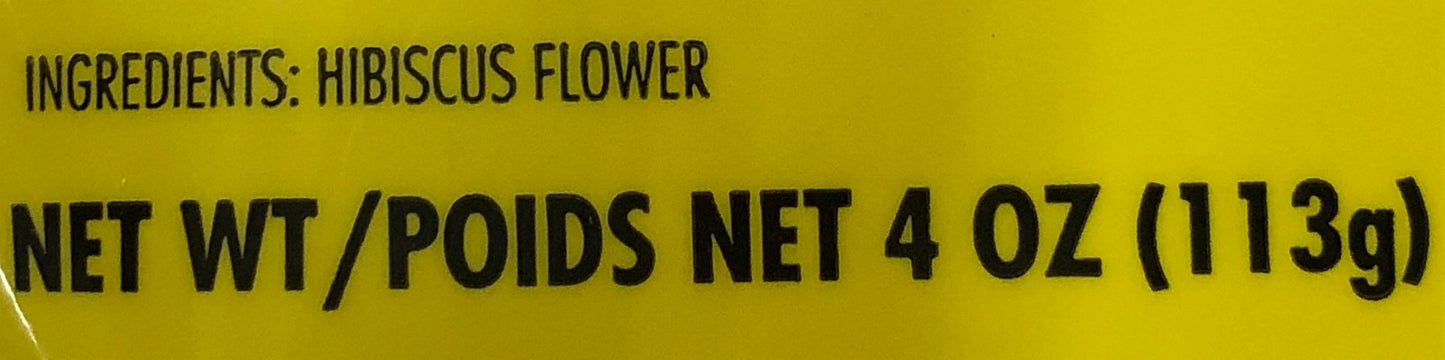 INGREDIENTS: HIBISCUS FLOWER
NET WT/POIDS NET 4 OZ (113g)